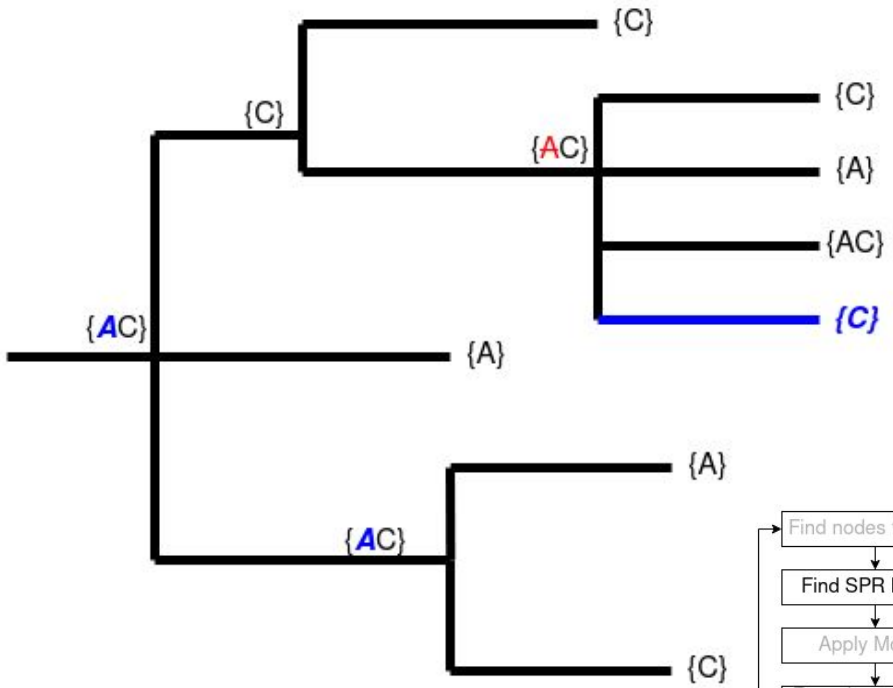 {C}
{C}
{C}
{AC}
{A}
{AC}
{C}
{AC}
{A}
{A}
{AC}
{C}
Find nodes
Find SPR
Apply